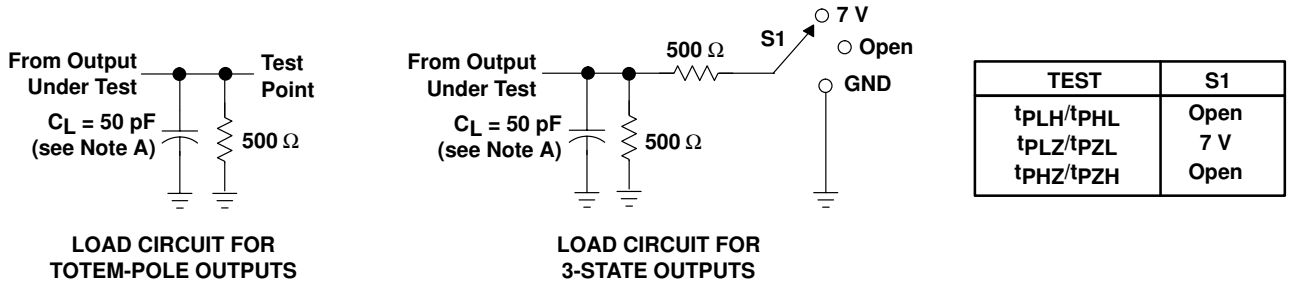 From Output
Under Test
Test
Point
CL = 50 pF
(see Note A)
500 Ω
LOAD CIRCUIT FOR
TOTEM-POLE OUTPUTS
7 V
S1
Open
500 Ω
From Output
Under Test
GND
CL = 50 pF
(see Note A)
500 Ω
LOAD CIRCUIT FOR
3-STATE OUTPUTS
TEST S1
tPLH/tPHL Open
tPLZ/tPZL 7 V
tPHZ/tPZH Open